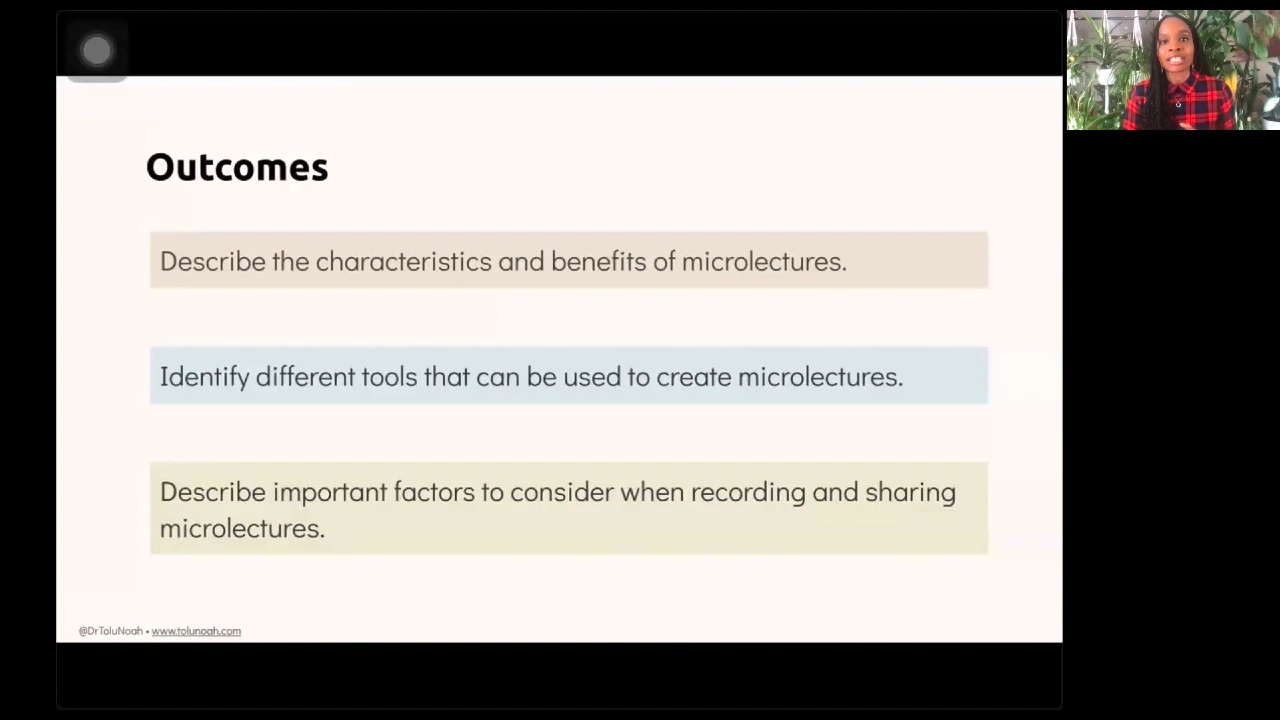 Outcomes
Describe the characteristics and benefits of microlectures.
Identify different tools that can be used to create microlectures.
Describe important factors to consider when recording and sharing
microlectures.
@DrToluNoah • www.tolunoah.com